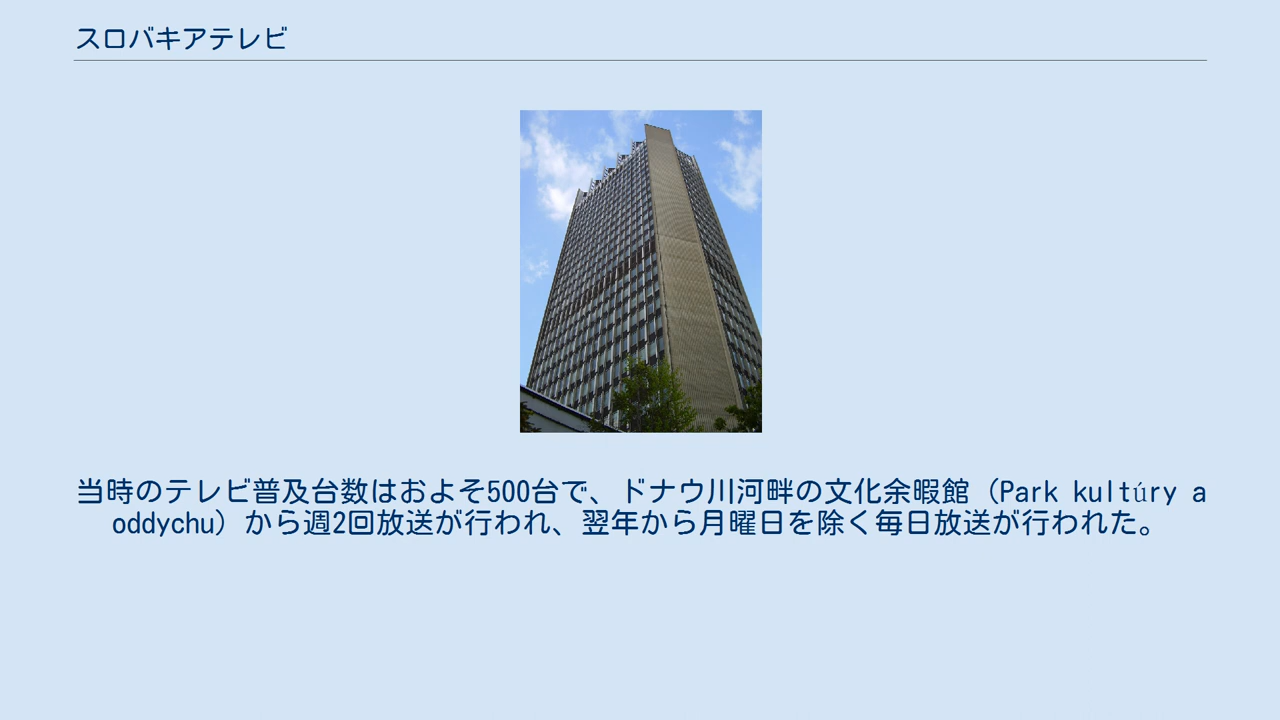 スロバキアテレビ
当時のテレビ普及台数はおよそ500台で、ドナウ川河畔の文化余暇館（Park kultúry a
oddychu）から週2回放送が行われ、翌年から月曜日を除く毎日放送が行われた。